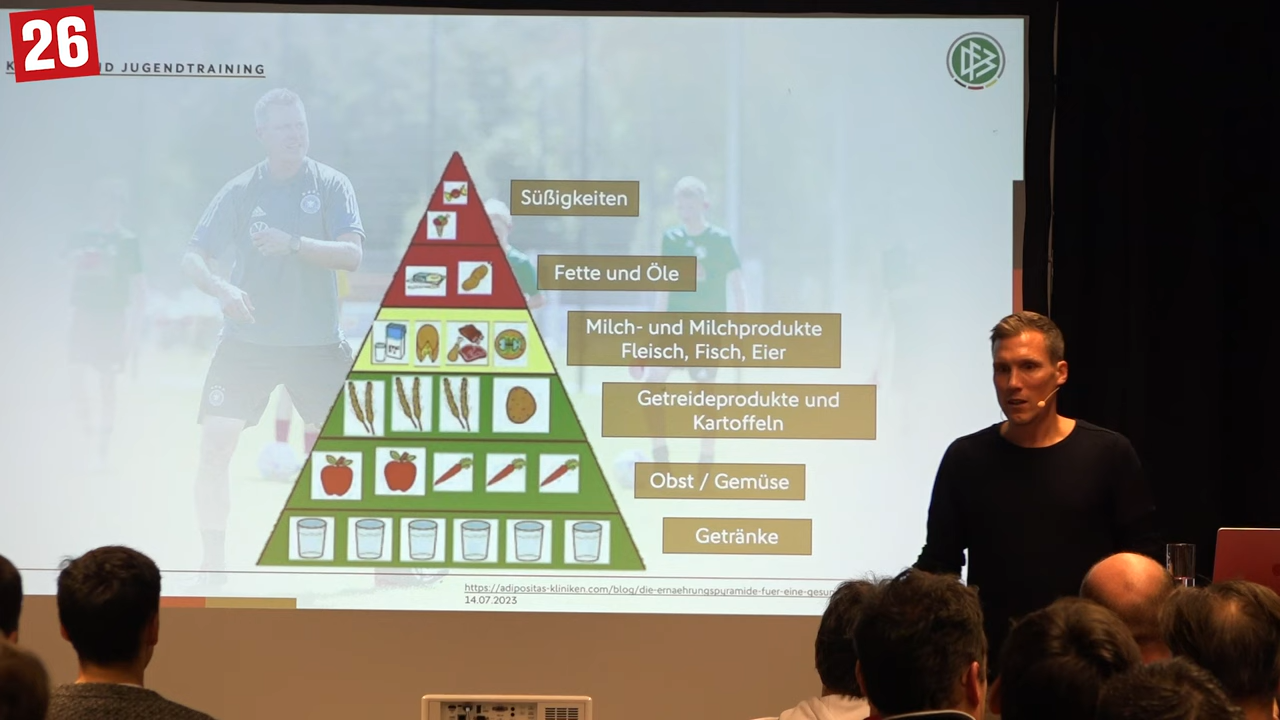 26
JUGENDTRAINING
DFB
Süßigkeiten
Fette und Öle
Milch- und Milchprodukte
Fleisch, Fisch, Eier
Getreideprodukte und
Kartoffeln
Obst / Gemüse
Getränke
https://adipositas-kliniken.com/blog/die-ernaehrungspyramide-fuer-eine-gesun
14.07.2023